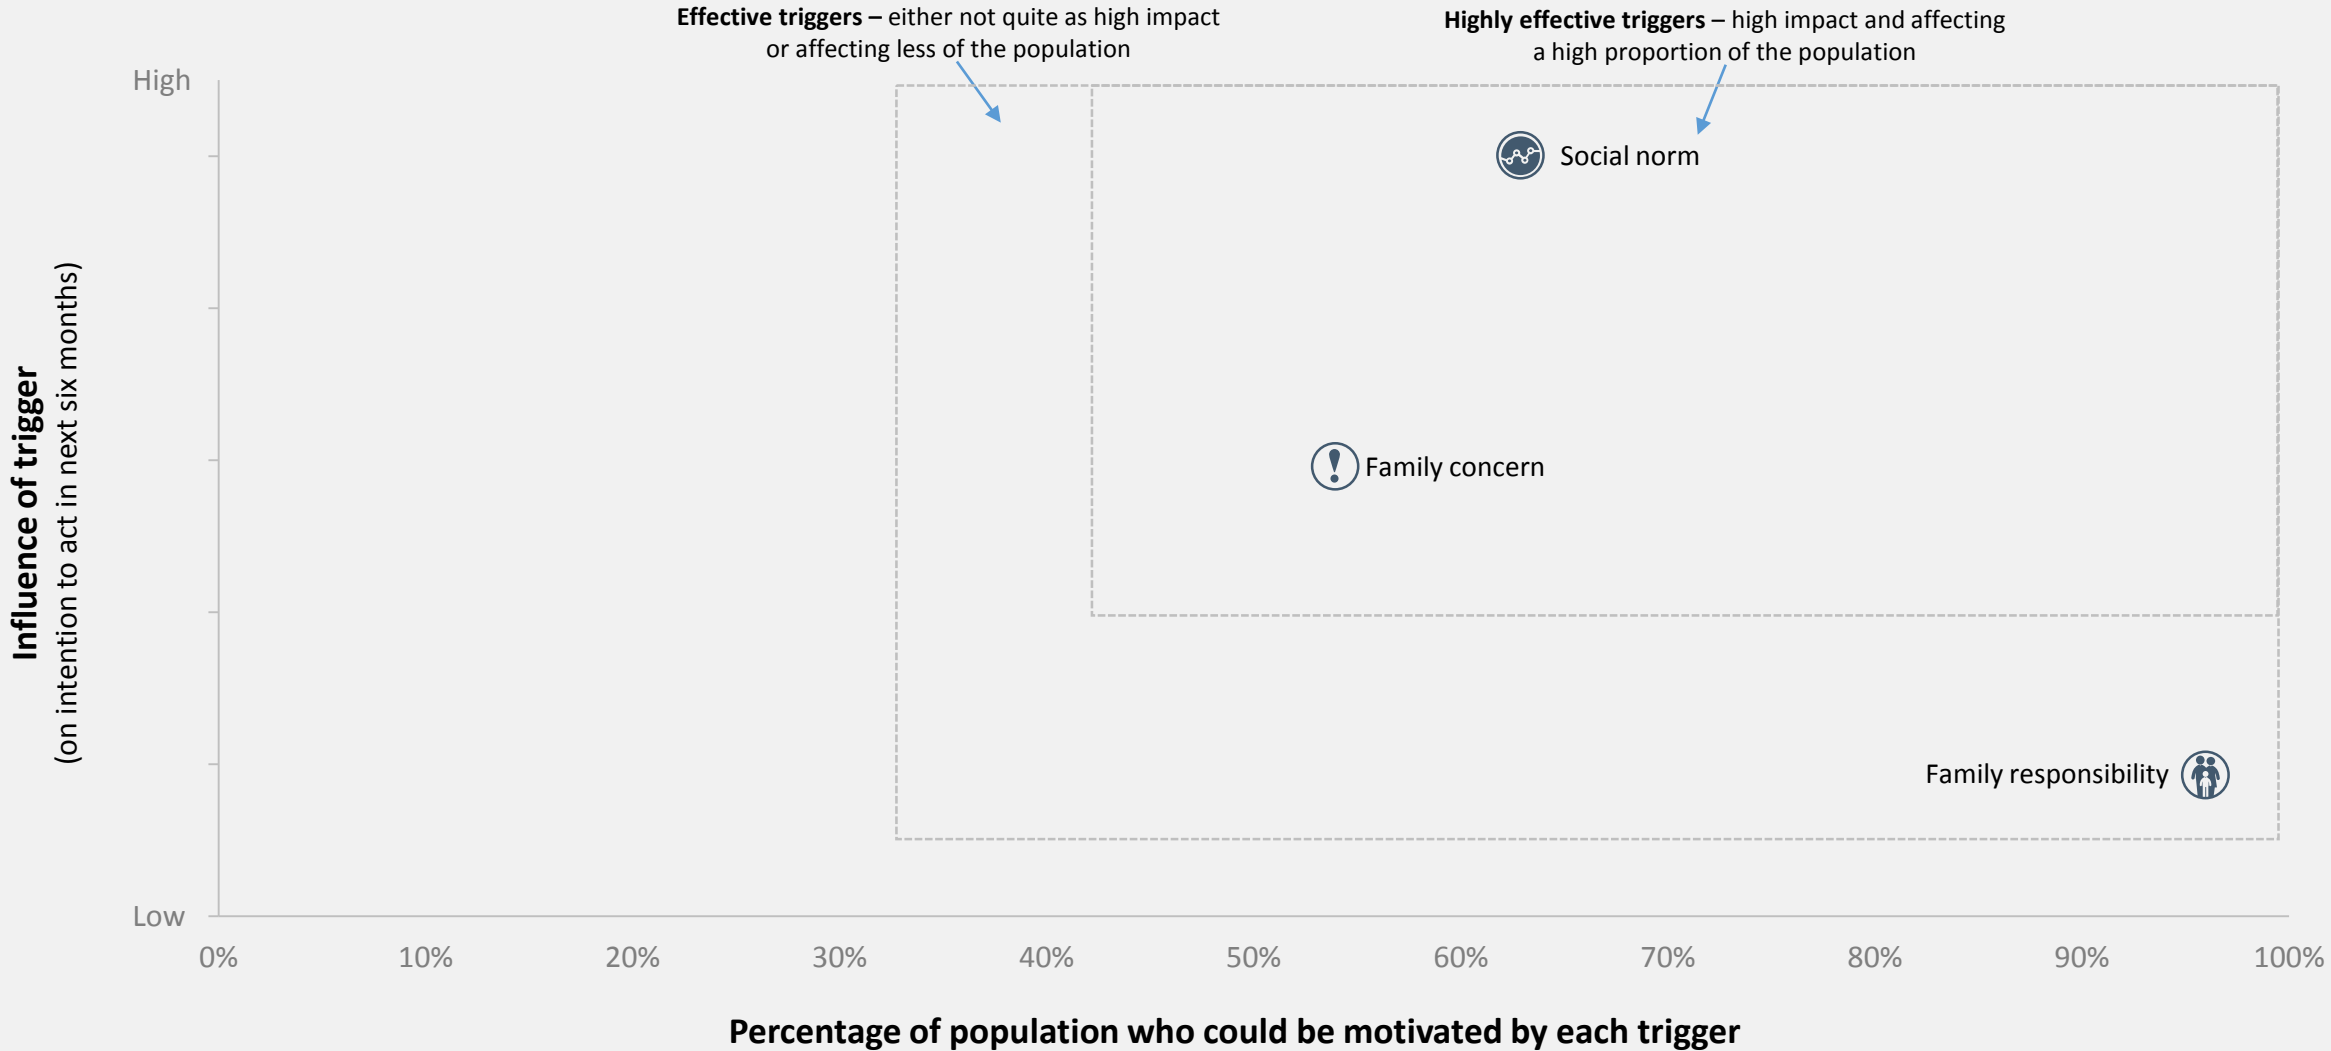 Effective triggers – either not quite as high impact
or affecting less of the population
Highly effective triggers – high impact and affecting
a high proportion of the population
High
Social norm
Influence of trigger
(on intention to act in next six months)
Family concern
Family responsibility
Low
0%
10%
20%
30%
40%
50%
60%
70%
80%
90%
100%
Percentage of population who could be motivated by each trigger